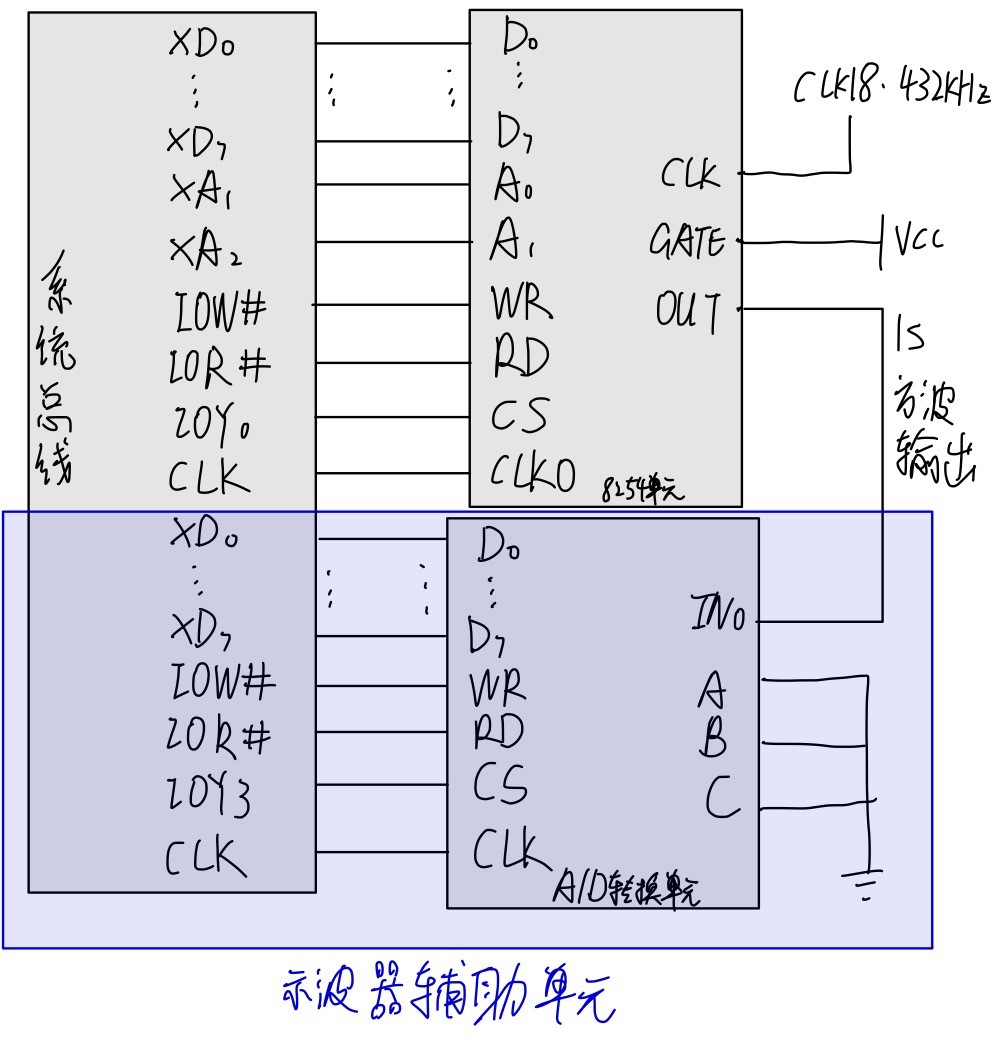 系统总线
XD₀
⋮
XD₇
XA₁
XA₂
IOW#
IOR#
IOY₀
CLK
XD₀
⋮
XD₇
IOW#
IOR#
IOY3
CLK
D₀
⋮
D₇
A₀
A₁
WR
RD
CS
CLK0
8254单元
CLK
GATE
OUT
CLK18.432KHz
VCC
1S
方波
输出
D₀
⋮
D₇
WR
RD
CS
CLK
A/D转换单元
IN₀
A
B
C
示波器辅助单元